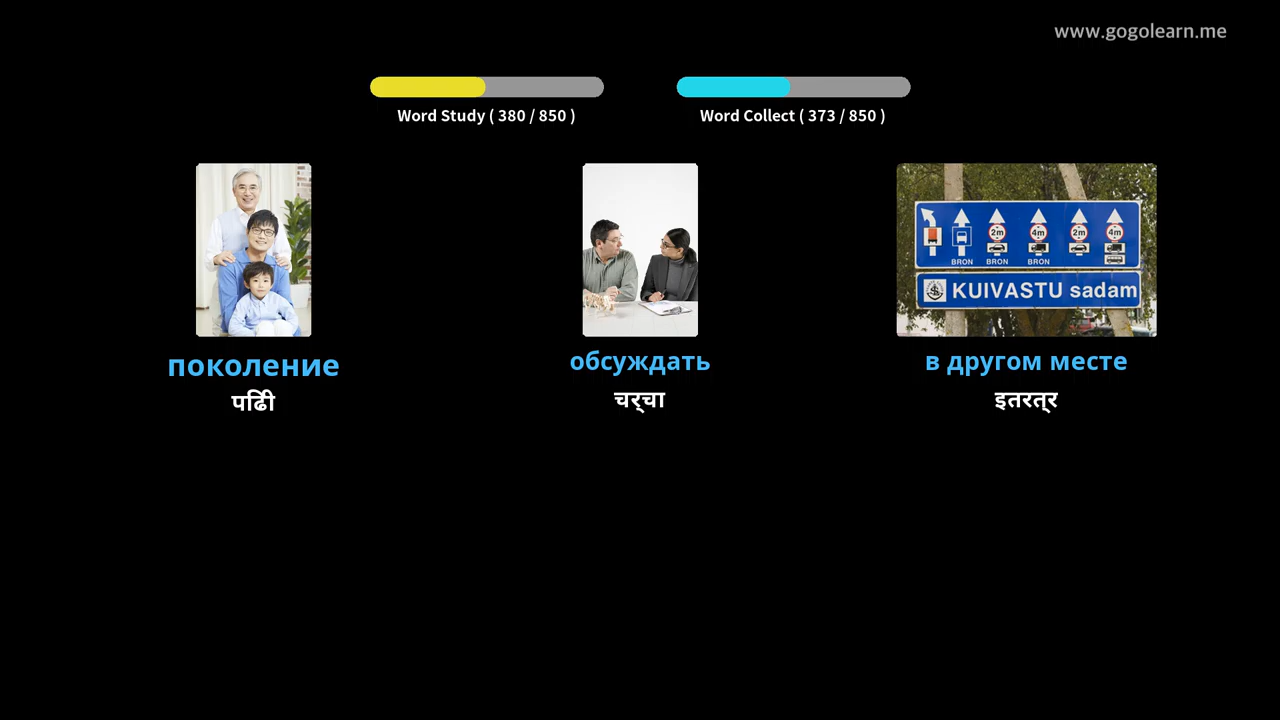 www.gogolearn.me
Word Study ( 380 / 850 )
Word Collect ( 373 / 850 )
BRON
BRON
BRON
2m
4m
2m
4m
KUIVASTU sadam
поколение
обсуждать
в другом месте
पीढ़ी
चर्चा
इतरत्र